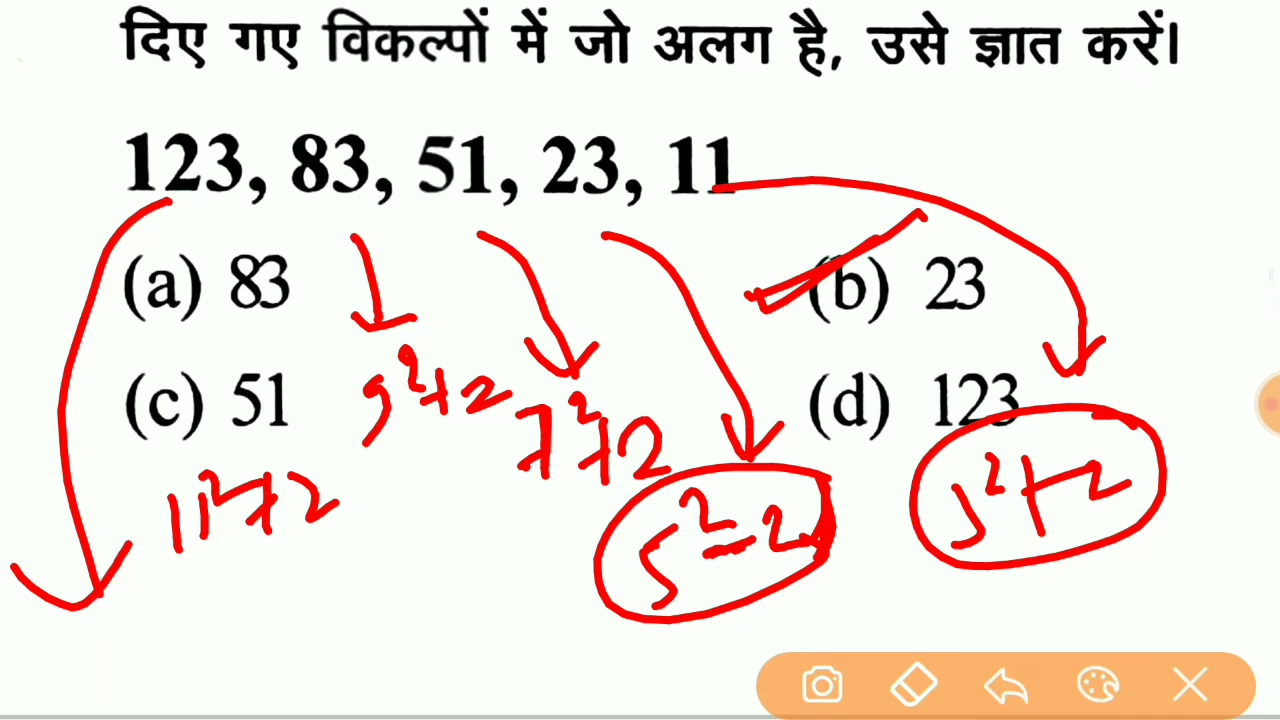 दिए गए विकल्पों में जो अलग है, उसे ज्ञात करें।
123, 83, 51, 23, 11
(a) 83 (b) 23
(c) 51 (d) 123
9²+2 7²+2
11²+2 5²-2 3²+2